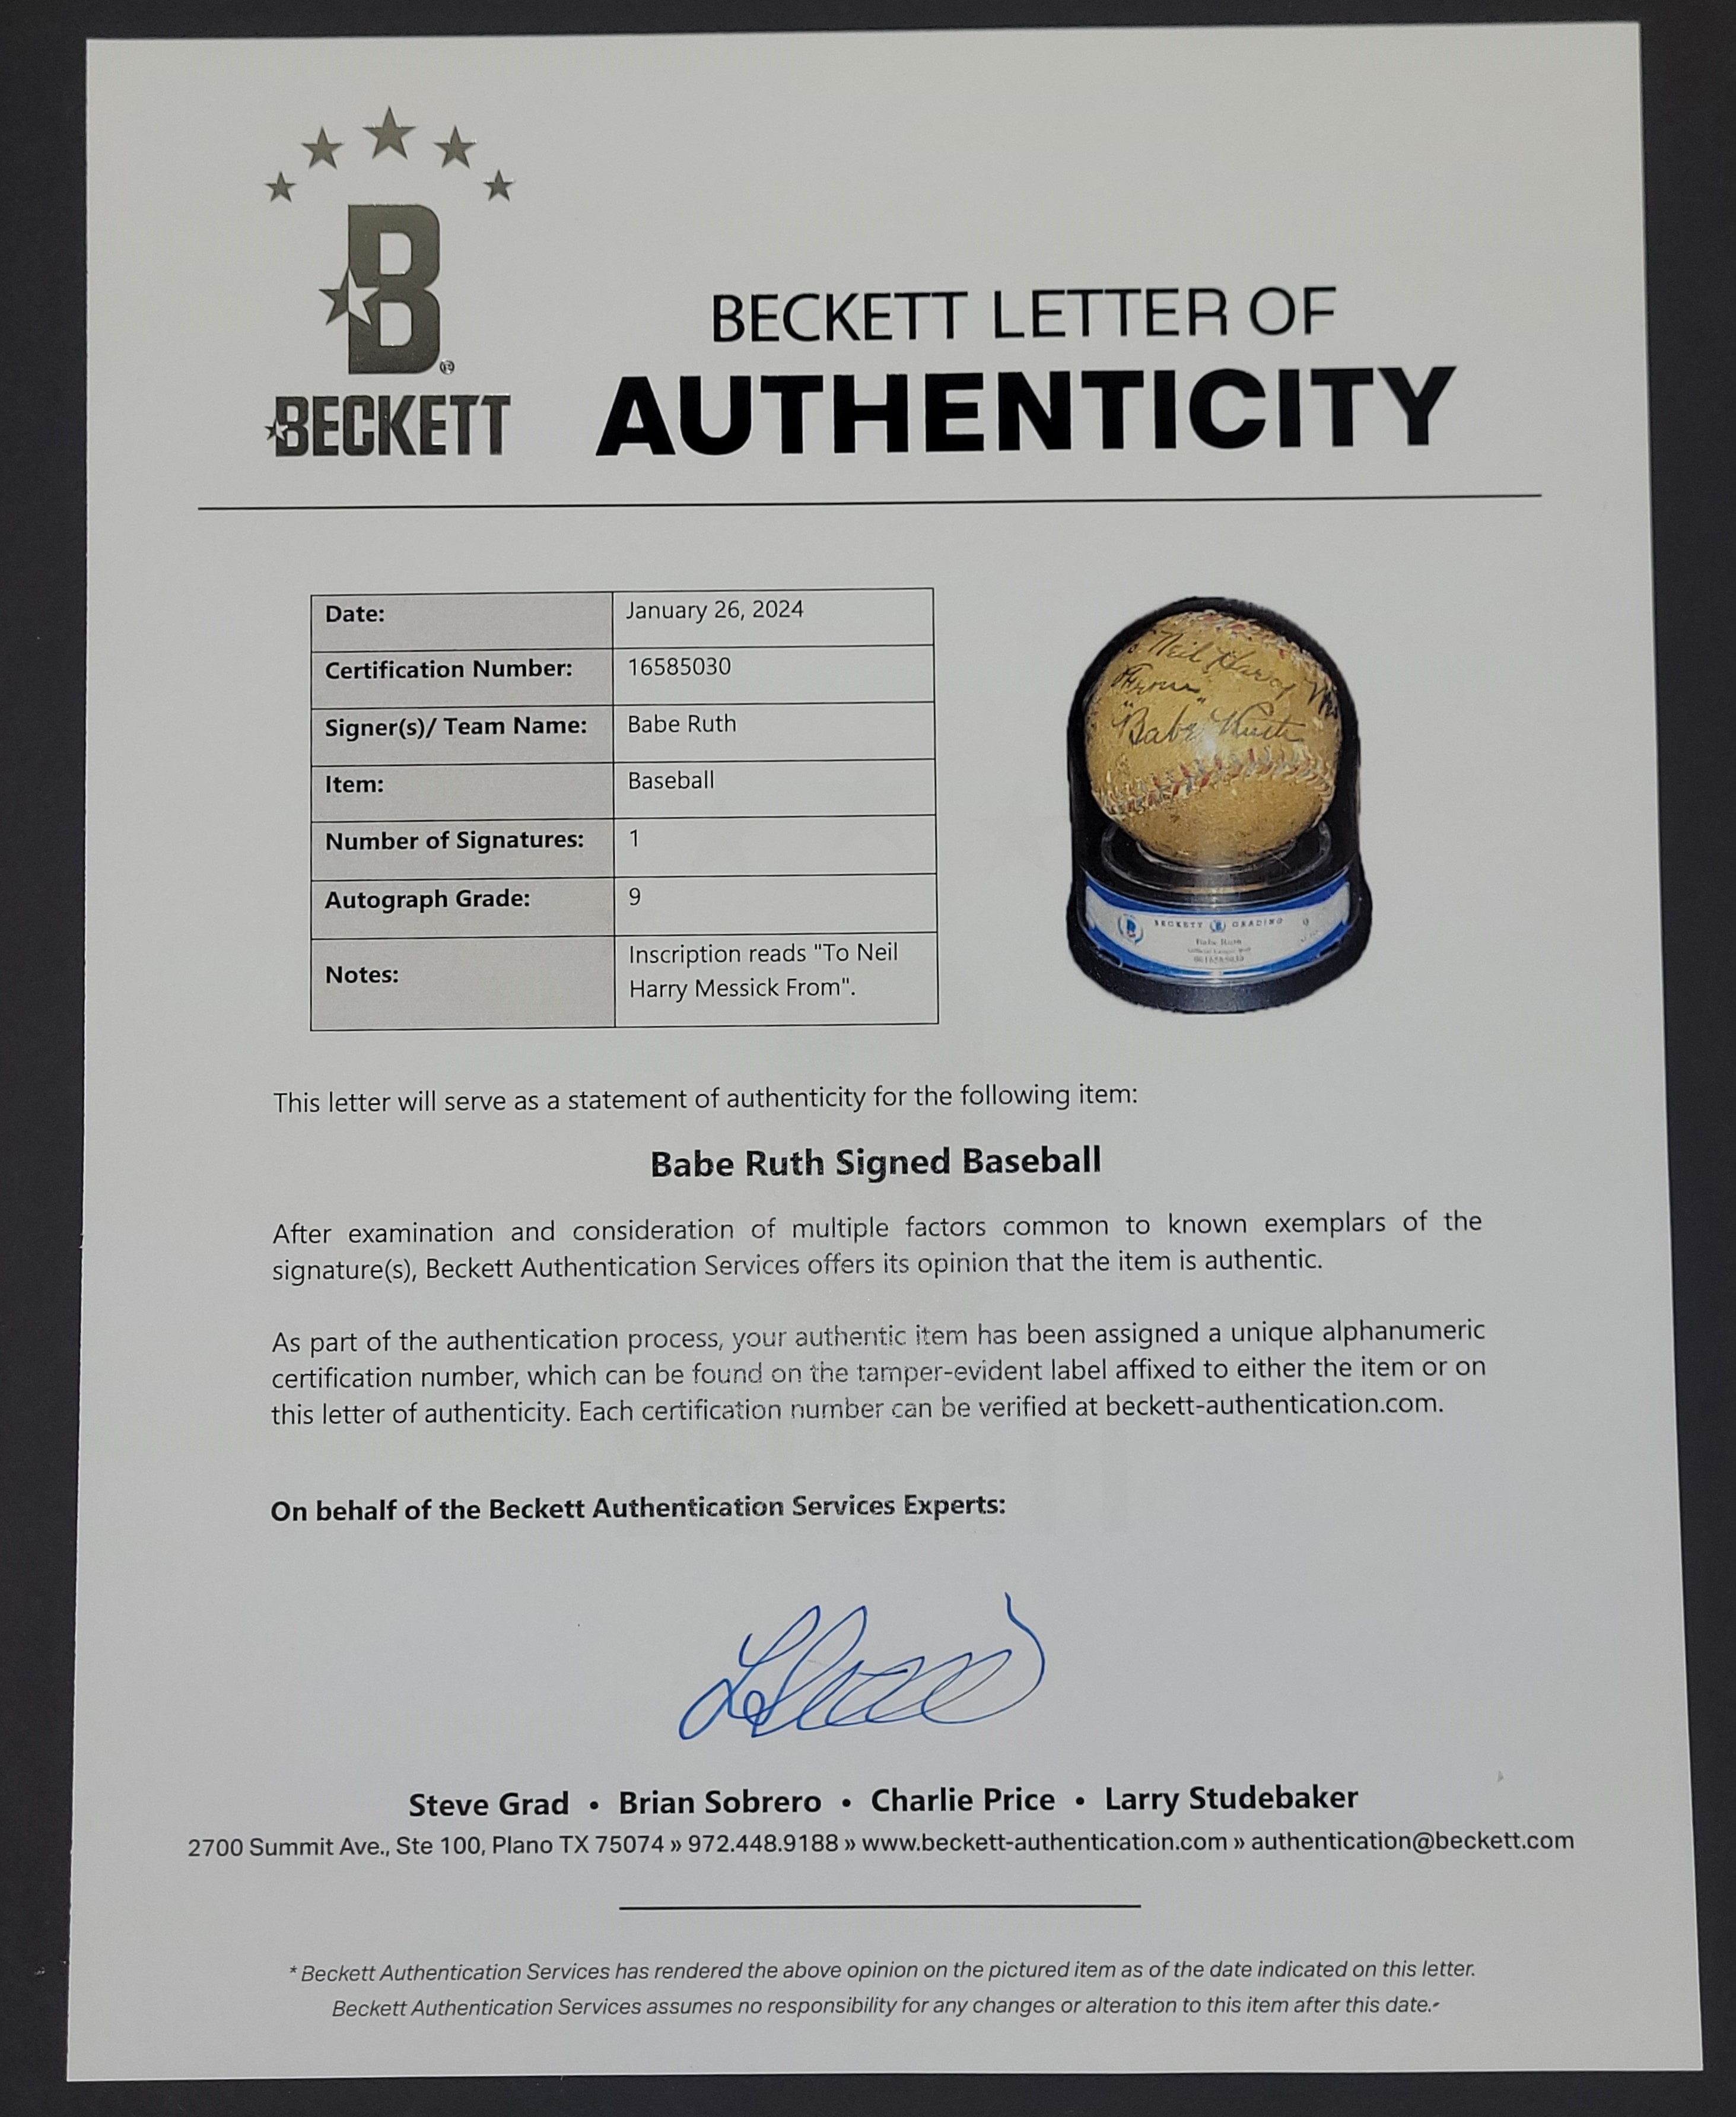 BECKETT
BECKETT LETTER OF
AUTHENTICITY
Date: January 26, 2024
Certification Number: 16585030
Signer(s)/ Team Name: Babe Ruth
Item: Baseball
Number of Signatures: 1
Autograph Grade: 9
Notes: Inscription reads "To Neil
Harry Messick From".
Neil Harry
From
"Babe" Ruth
BECKETT GRADING
Babe Ruth
This letter will serve as a statement of authenticity for the following item:
Babe Ruth Signed Baseball
After examination and consideration of multiple factors common to known exemplars of the
signature(s), Beckett Authentication Services offers its opinion that the item is authentic.
As part of the authentication process, your authentic item has been assigned a unique alphanumeric
certification number, which can be found on the tamper-evident label affixed to either the item or on
this letter of authenticity. Each certification number can be verified at beckett-authentication.com.
On behalf of the Beckett Authentication Services Experts:
Steve Grad • Brian Sobrero • Charlie Price • Larry Studebaker
2700 Summit Ave., Ste 100, Plano TX 75074 » 972.448.9188 » www.beckett-authentication.com » authentication@beckett.com
* Beckett Authentication Services has rendered the above opinion on the pictured item as of the date indicated on this letter.
Beckett Authentication Services assumes no responsibility for any changes or alteration to this item after this date.-